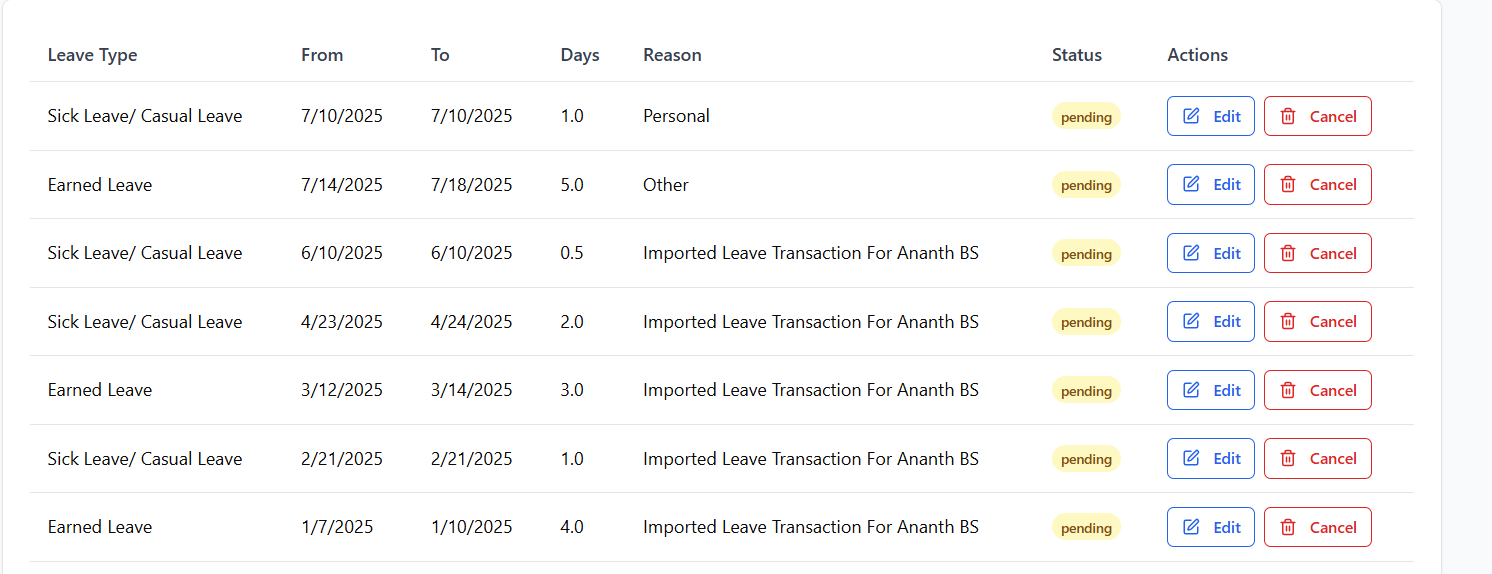 Leave Type From To Days Reason Status Actions
Sick Leave/ Casual Leave 7/10/2025 7/10/2025 1.0 Personal pending Edit Cancel
Earned Leave 7/14/2025 7/18/2025 5.0 Other pending Edit Cancel
Sick Leave/ Casual Leave 6/10/2025 6/10/2025 0.5 Imported Leave Transaction For Ananth BS pending Edit Cancel
Sick Leave/ Casual Leave 4/23/2025 4/24/2025 2.0 Imported Leave Transaction For Ananth BS pending Edit Cancel
Earned Leave 3/12/2025 3/14/2025 3.0 Imported Leave Transaction For Ananth BS pending Edit Cancel
Sick Leave/ Casual Leave 2/21/2025 2/21/2025 1.0 Imported Leave Transaction For Ananth BS pending Edit Cancel
Earned Leave 1/7/2025 1/10/2025 4.0 Imported Leave Transaction For Ananth BS pending Edit Cancel